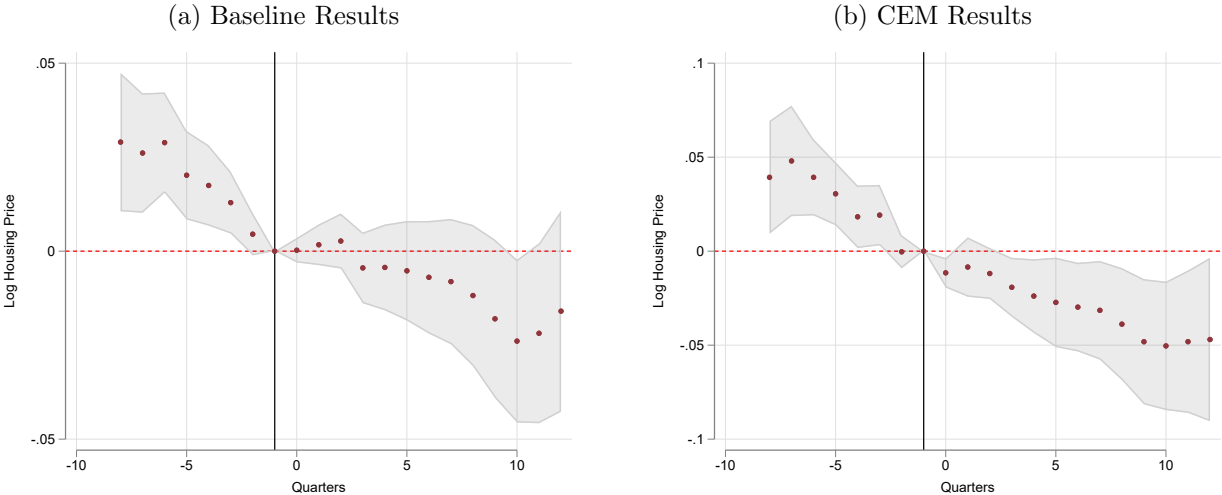 (a) Baseline Results
.05
0
-.05
Log Housing Price
-10 -5 0 5 10
Quarters
(b) CEM Results
.1
.05
0
-.05
-.1
Log Housing Price
-10 -5 0 5 10
Quarters